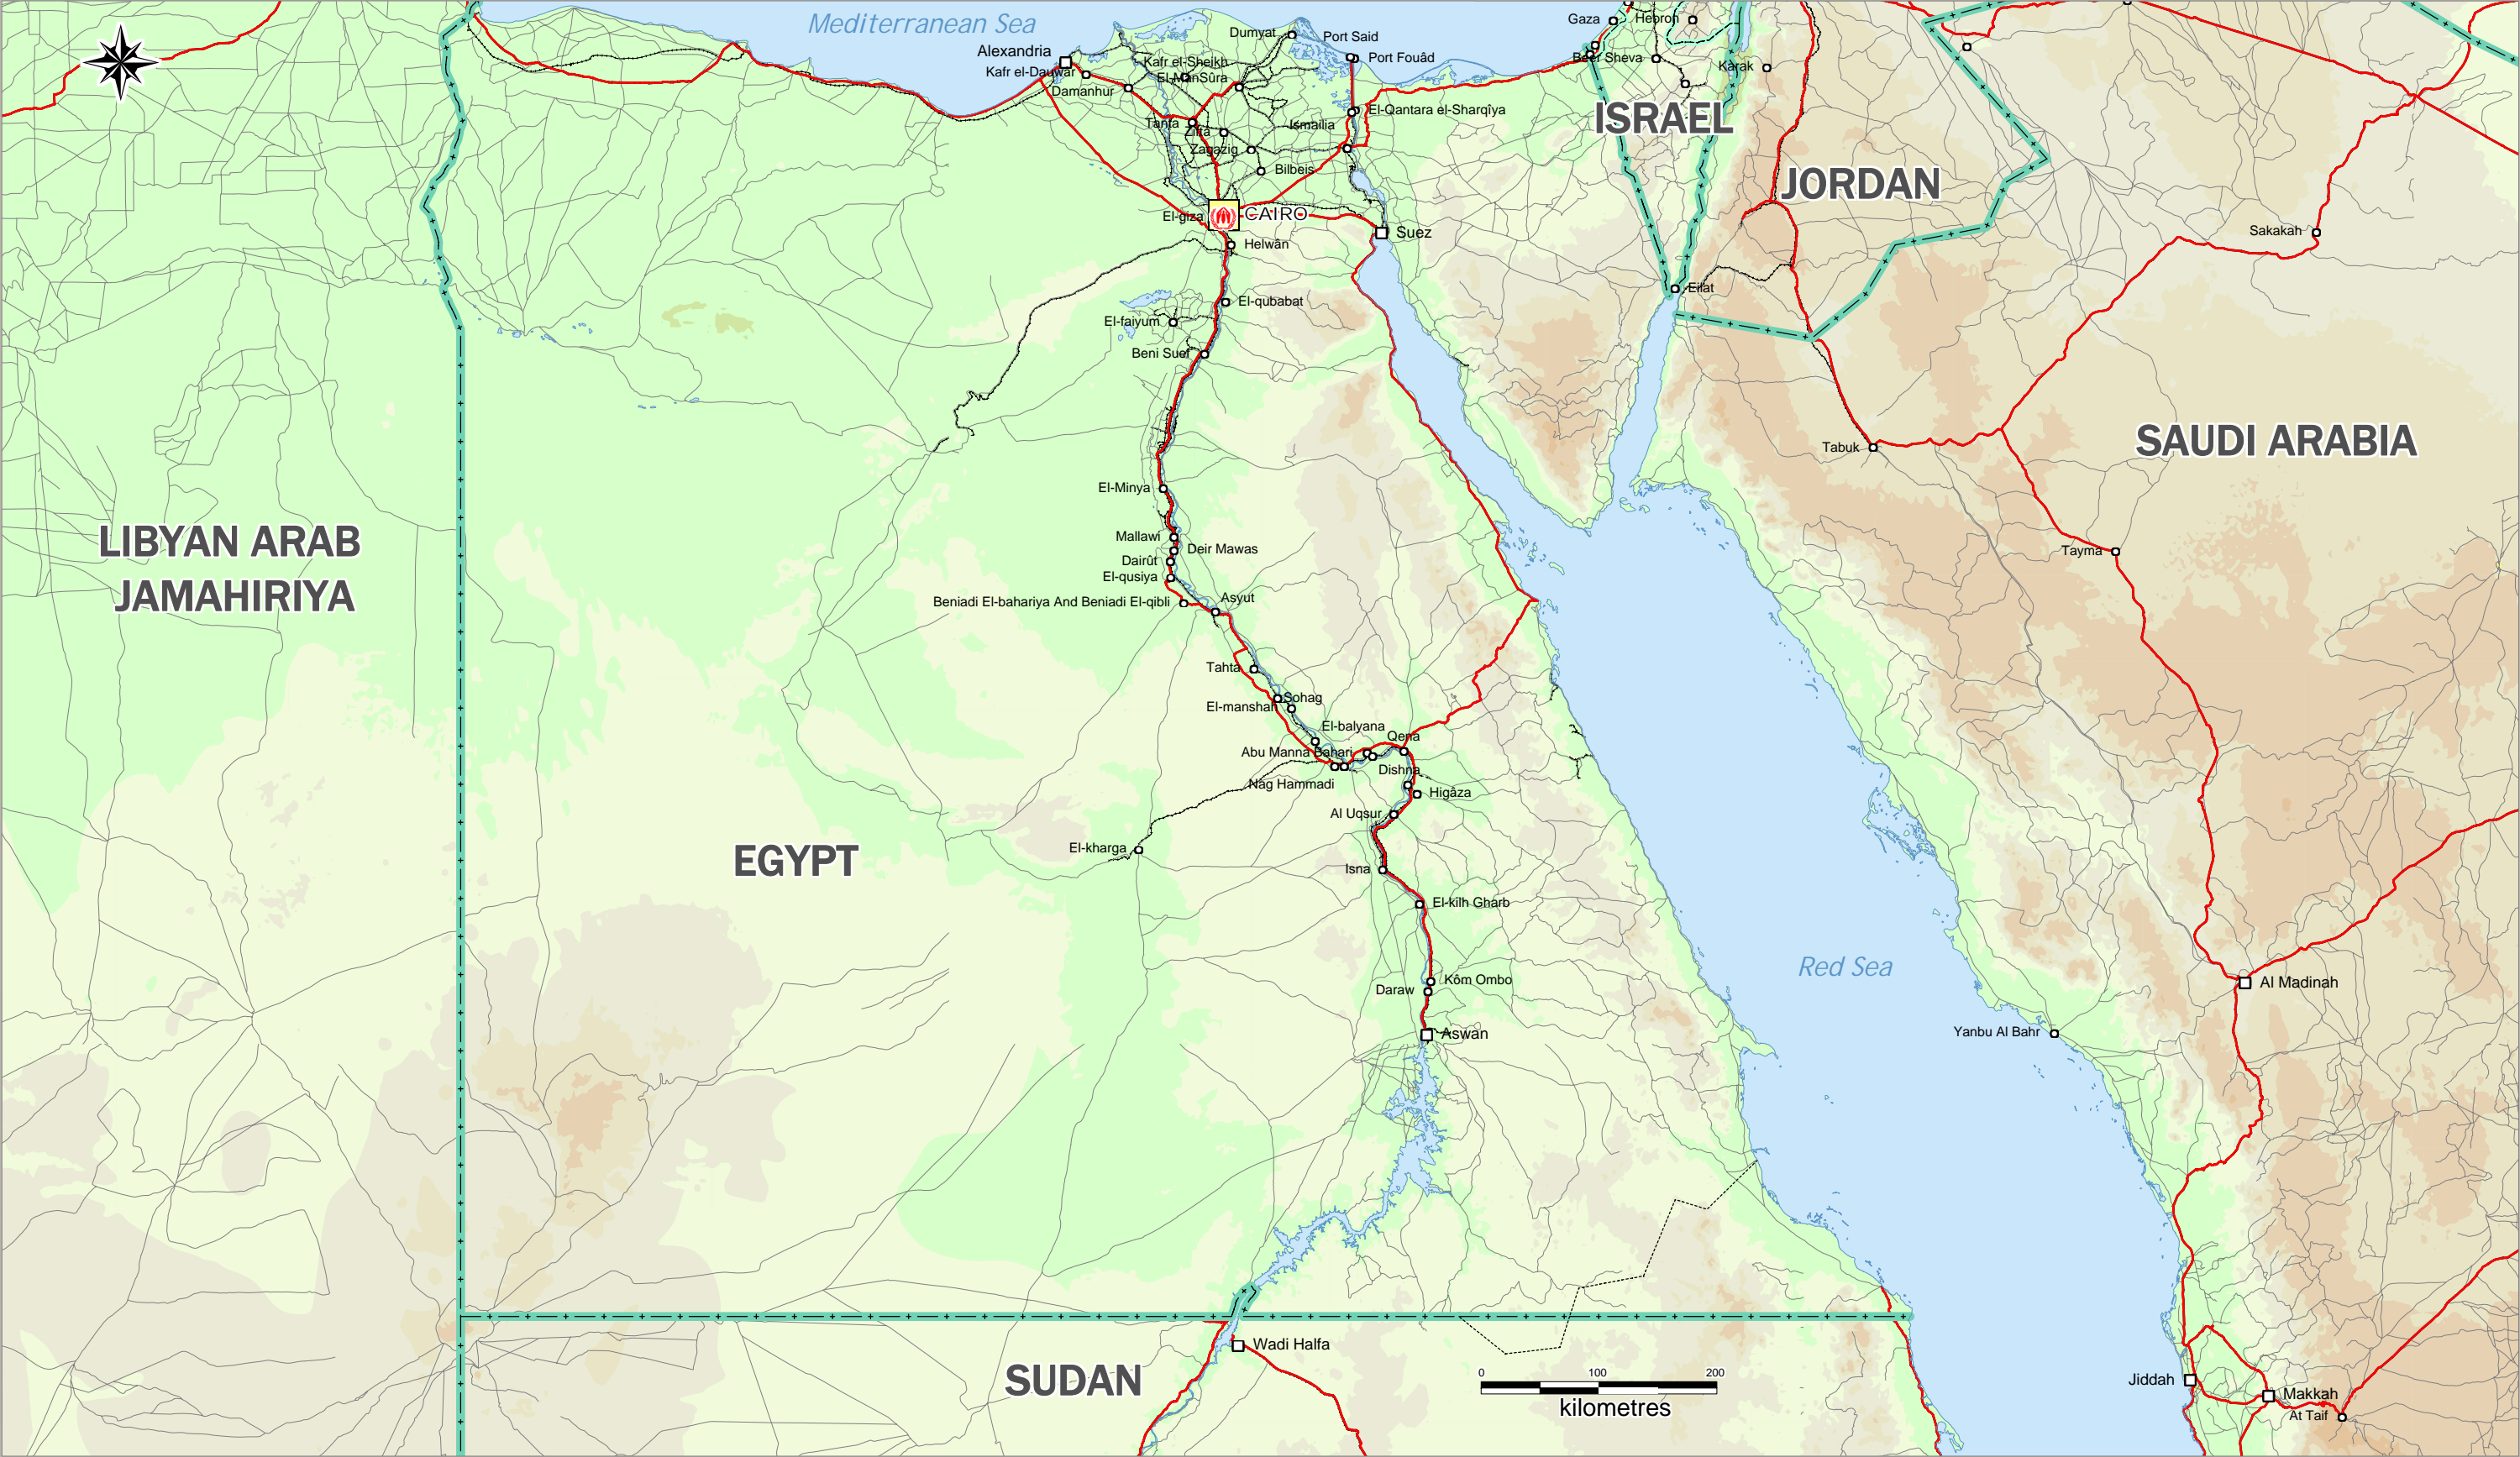 Mediterranean Sea
Gaza
Hebron
Dumyat
Port Said
Alexandria
Port Fouâd
Beer Sheva
Karak
Kafr el-Sheikh
Kafr el-Dauwar
El-ManSûra
Damanhur
El-Qantara el-Sharqîya
ISRAEL
Tanta
Zifta
Ismailia
Zagazig
Bilbeis
JORDAN
El-giza
CAIRO
Suez
Sakakah
Helwân
Eilat
El-qubabat
El-faiyum
Beni Suef
SAUDI ARABIA
Tabuk
El-Minya
LIBYAN ARAB
JAMAHIRIYA
Mallawi
Deir Mawas
Tayma
Dairût
El-qusiya
Beniadi El-bahariya And Beniadi El-qibli
Asyut
Tahta
Sohag
El-manshah
El-balyana
Qena
Abu Manna Bahari
Dishna
Nag Hammadi
Higâza
Al Uqsur
El-kharga
EGYPT
Isna
El-kilh Gharb
Red Sea
Kôm Ombo
Al Madinah
Daraw
Aswan
Yanbu Al Bahr
Wadi Halfa
SUDAN
0 100 200
kilometres
Jiddah
Makkah
At Taif